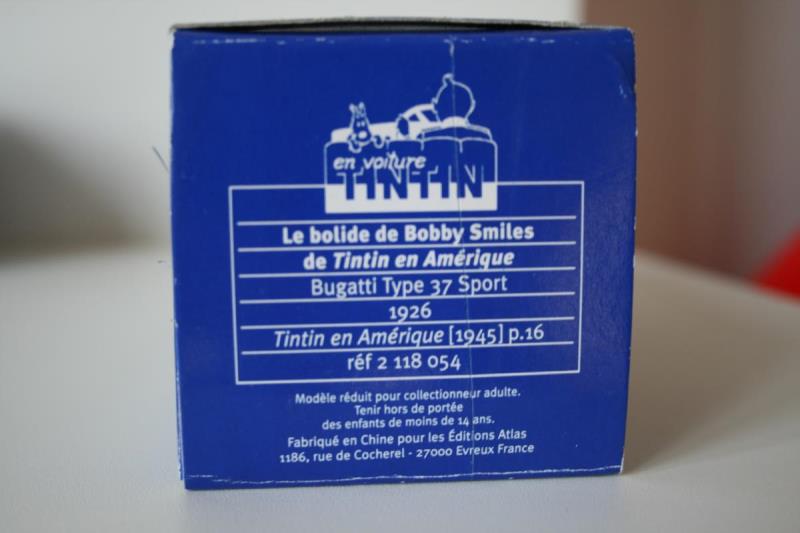 en voiture
TINTIN
Le bolide de Bobby Smiles
de Tintin en Amérique
Bugatti Type 37 Sport
1926
Tintin en Amérique [1945] p.16
réf 2 118 054
Modèle réduit pour collectionneur adulte.
Tenir hors de portée
des enfants de moins de 14 ans.
Fabriqué en Chine pour les Éditions Atlas
1186, rue de Cocherel - 27000 Evreux France